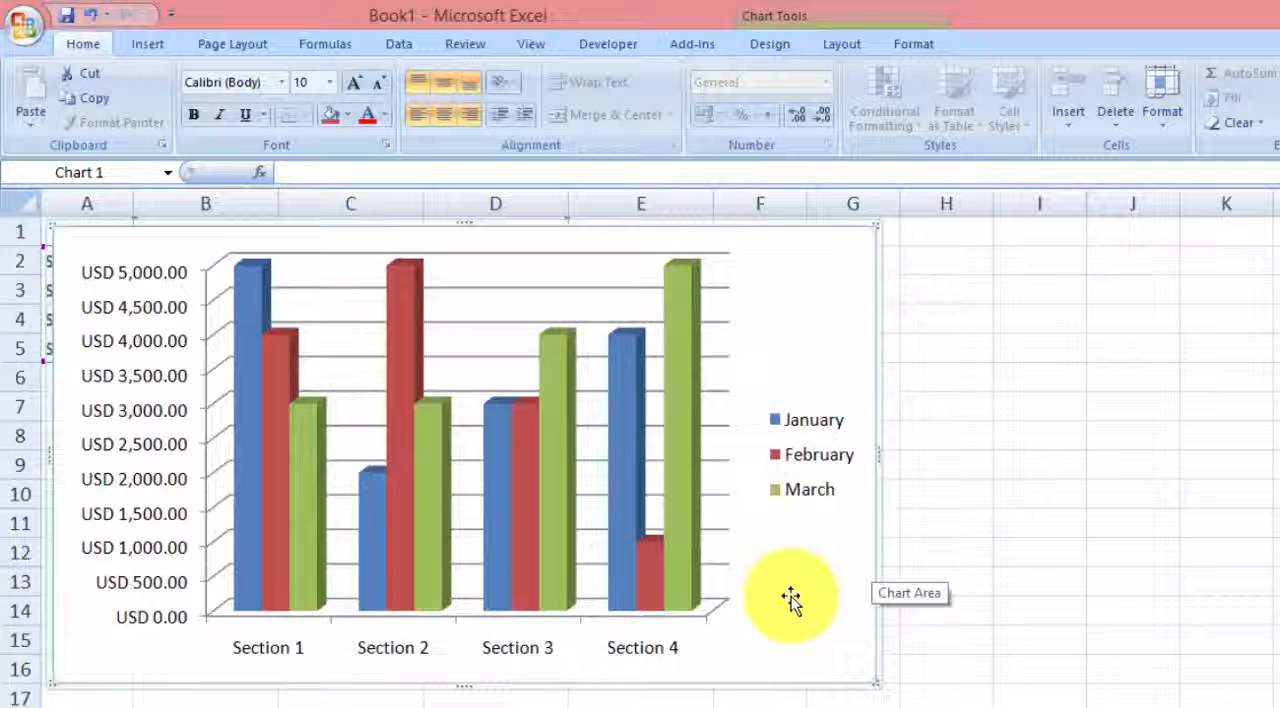 Book1 - Microsoft Excel
Chart Tools
Home Insert Page Layout Formulas Data Review View Developer Add-Ins Design Layout Format
Paste
Cut
Copy
Format Painter
Clipboard
Calibri (Body) 10
B I U
Font
Wrap Text
Merge & Center
Alignment
General
%
Number
Conditional Formatting
Format as Table
Cell Styles
Styles
Insert Delete Format
Cells
Σ AutoSum
Fill
Clear
Chart 1
fx
A B C D E F G H I J K
1
2 S
3 S
4 S
5 S
6
7
8
9
10
11
12
13
14
15
16
17
USD 5,000.00
USD 4,500.00
USD 4,000.00
USD 3,500.00
USD 3,000.00
USD 2,500.00
USD 2,000.00
USD 1,500.00
USD 1,000.00
USD 500.00
USD 0.00
Section 1 Section 2 Section 3 Section 4
January
February
March
Chart Area